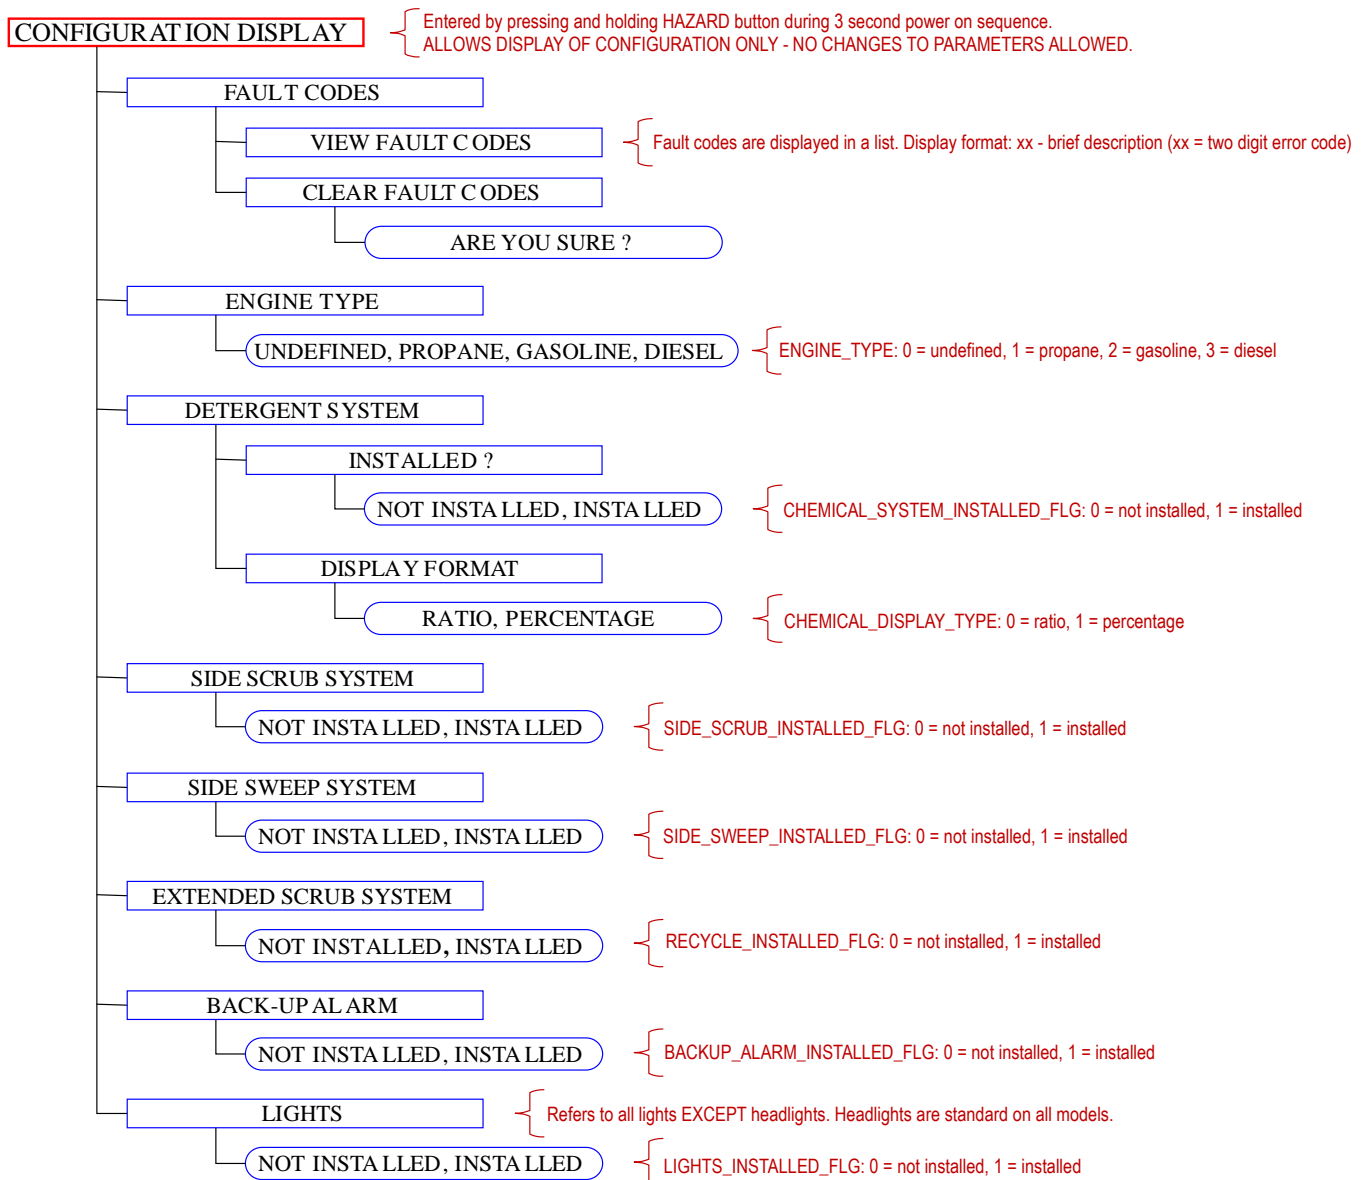 CONFIGURATION DISPLAY
Entered by pressing and holding HAZARD button during 3 second power on sequence.
ALLOWS DISPLAY OF CONFIGURATION ONLY - NO CHANGES TO PARAMETERS ALLOWED.
FAULT CODES
VIEW FAULT CODES
Fault codes are displayed in a list. Display format: xx - brief description (xx = two digit error code)
CLEAR FAULT CODES
ARE YOU SURE ?
ENGINE TYPE
UNDEFINED, PROPANE, GASOLINE, DIESEL
ENGINE_TYPE: 0 = undefined, 1 = propane, 2 = gasoline, 3 = diesel
DETERGENT SYSTEM
INSTALLED ?
NOT INSTALLED, INSTALLED
CHEMICAL_SYSTEM_INSTALLED_FLG: 0 = not installed, 1 = installed
DISPLAY FORMAT
RATIO, PERCENTAGE
CHEMICAL_DISPLAY_TYPE: 0 = ratio, 1 = percentage
SIDE SCRUB SYSTEM
NOT INSTALLED, INSTALLED
SIDE_SCRUB_INSTALLED_FLG: 0 = not installed, 1 = installed
SIDE SWEEP SYSTEM
NOT INSTALLED, INSTALLED
SIDE_SWEEP_INSTALLED_FLG: 0 = not installed, 1 = installed
EXTENDED SCRUB SYSTEM
NOT INSTALLED, INSTALLED
RECYCLE_INSTALLED_FLG: 0 = not installed, 1 = installed
BACK-UP ALARM
NOT INSTALLED, INSTALLED
BACKUP_ALARM_INSTALLED_FLG: 0 = not installed, 1 = installed
LIGHTS
Refers to all lights EXCEPT headlights. Headlights are standard on all models.
NOT INSTALLED, INSTALLED
LIGHTS_INSTALLED_FLG: 0 = not installed, 1 = installed